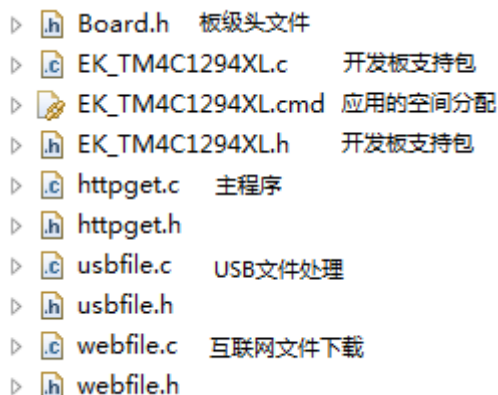 Board.h 板级头文件
EK_TM4C1294XL.c 开发板支持包
EK_TM4C1294XL.cmd 应用的空间分配
EK_TM4C1294XL.h 开发板支持包
httpget.c 主程序
httpget.h
usbfile.c USB文件处理
usbfile.h
webfile.c 互联网文件下载
webfile.h